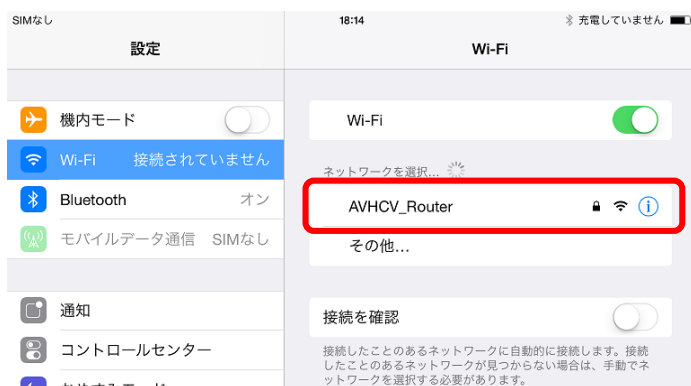 SIMなし 18:14 充電していません
設定
Wi-Fi
機内モード
Wi-Fi 接続されていません
Bluetooth オン
モバイルデータ通信 SIMなし
通知
コントロールセンター
Wi-Fi
ネットワークを選択...
AVHCV_Router
その他...
接続を確認
接続したことのあるネットワークに自動的に接続します。接続
したことのあるネットワークが見つからない場合は、手動でネ
ットワークを選択する必要があります。